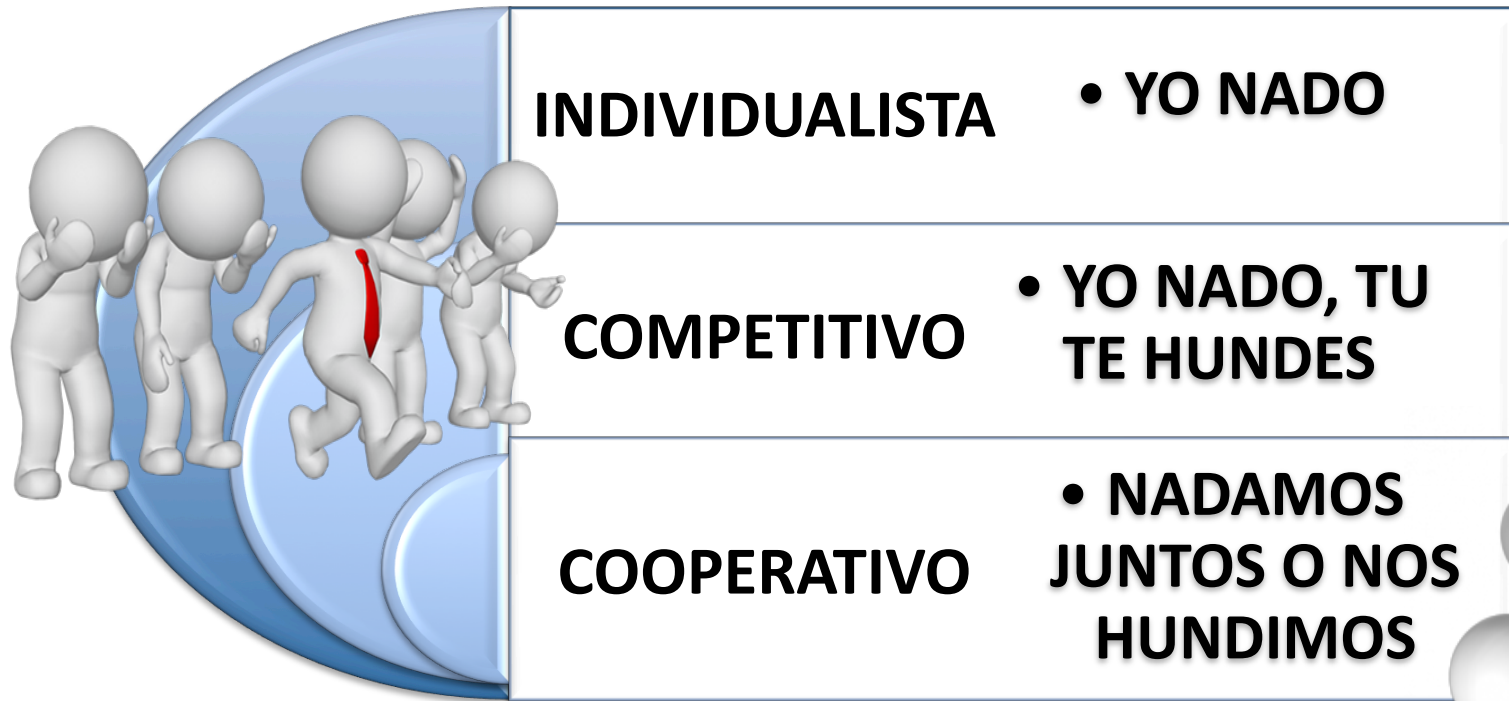 INDIVIDUALISTA
• YO NADO
COMPETITIVO
• YO NADO, TU
TE HUNDES
COOPERATIVO
• NADAMOS
JUNTOS O NOS
HUNDIMOS